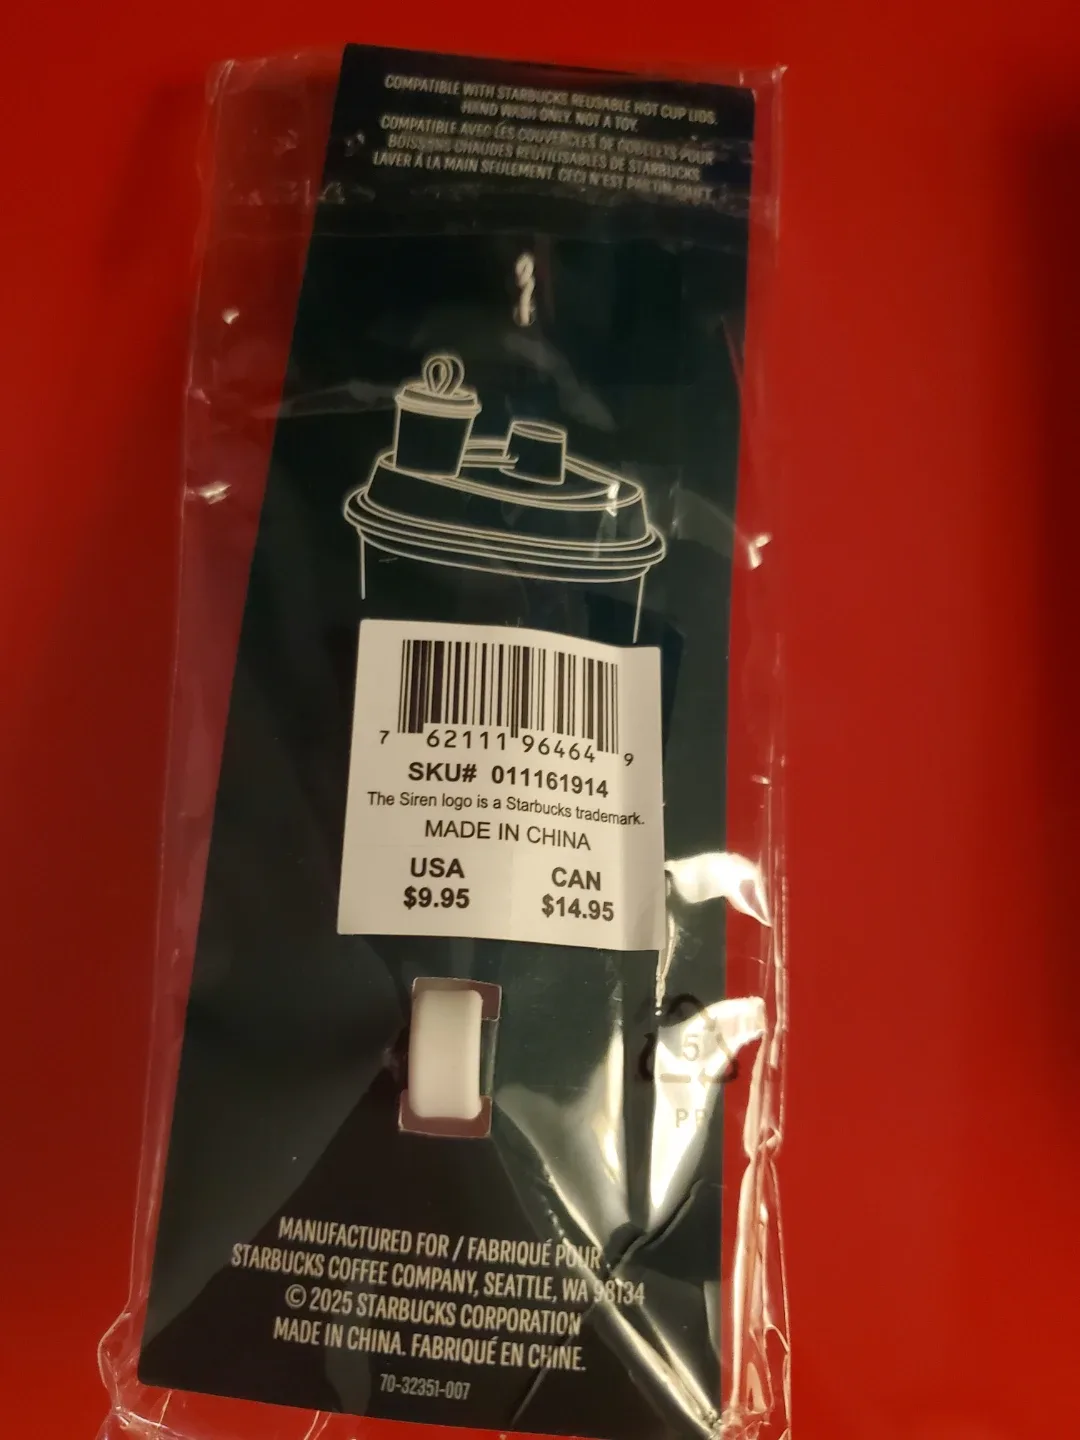 COMPATIBLE WITH STARBUCKS REUSABLE HOT CUP LIDS.
HAND WASH ONLY. NOT A TOY.
COMPATIBLE AVEC LES COUVERCLES DE GOBELETS POUR
BOISSONS CHAUDES RÉUTILISABLES DE STARBUCKS
LAVER À LA MAIN SEULEMENT. CECI N'EST PAS UN JOUET.
7 62111 96464 9
SKU# 011161914
The Siren logo is a Starbucks trademark.
MADE IN CHINA
USA CAN
$9.95 $14.95
5
PP
MANUFACTURED FOR / FABRIQUÉ POUR
STARBUCKS COFFEE COMPANY, SEATTLE, WA 98134
© 2025 STARBUCKS CORPORATION
MADE IN CHINA. FABRIQUÉ EN CHINE.
70-32351-007